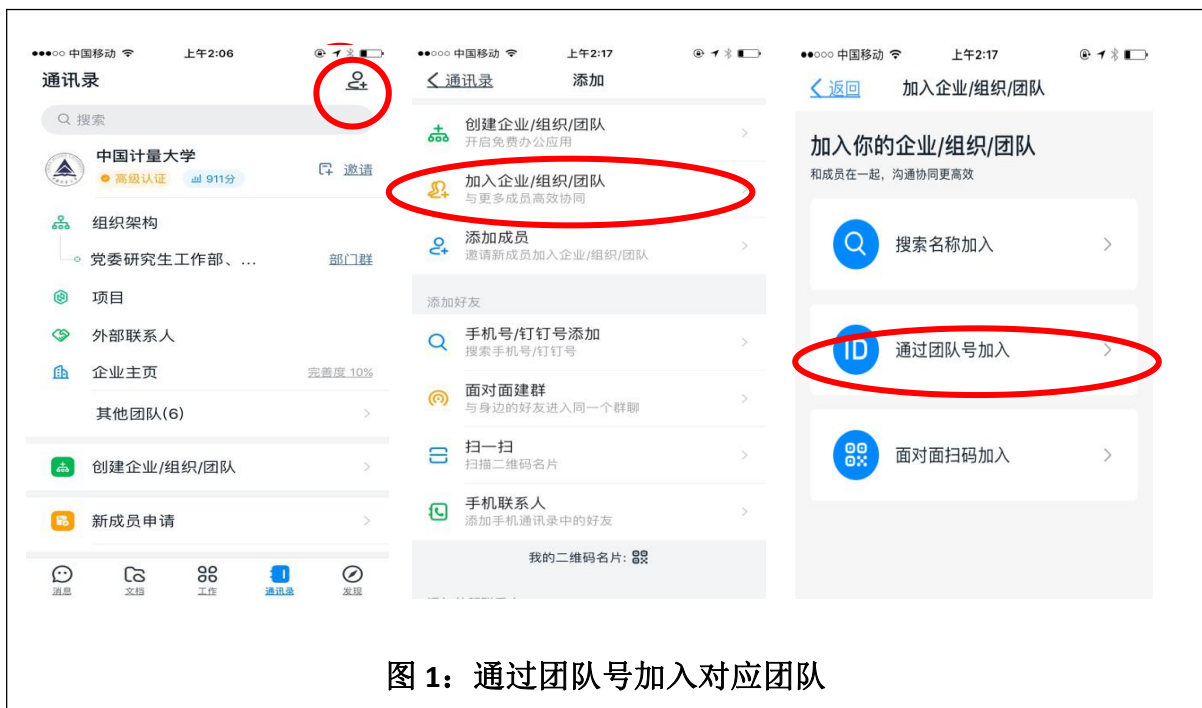 中国移动 上午2:06
通讯录
搜索
中国计量大学
高级认证 911分
邀请
组织架构
党委研究生工作部、...
部门群
项目
外部联系人
企业主页
完善度 10%
其他团队(6)
创建企业/组织/团队
新成员申请
消息 文档 工作 通讯录 发现
中国移动 上午2:17
通讯录 添加
创建企业/组织/团队
开启免费办公应用
加入企业/组织/团队
与更多成员高效协同
添加成员
邀请新成员加入企业/组织/团队
添加好友
手机号/钉钉号添加
搜索手机号/钉钉号
面对面建群
与身边的好友进入同一个群聊
扫一扫
扫描二维码名片
手机联系人
添加手机通讯录中的好友
我的二维码名片:
中国移动 上午2:17
返回 加入企业/组织/团队
加入你的企业/组织/团队
和成员在一起，沟通协同更高效
搜索名称加入
ID 通过团队号加入
面对面扫码加入
图 1：通过团队号加入对应团队